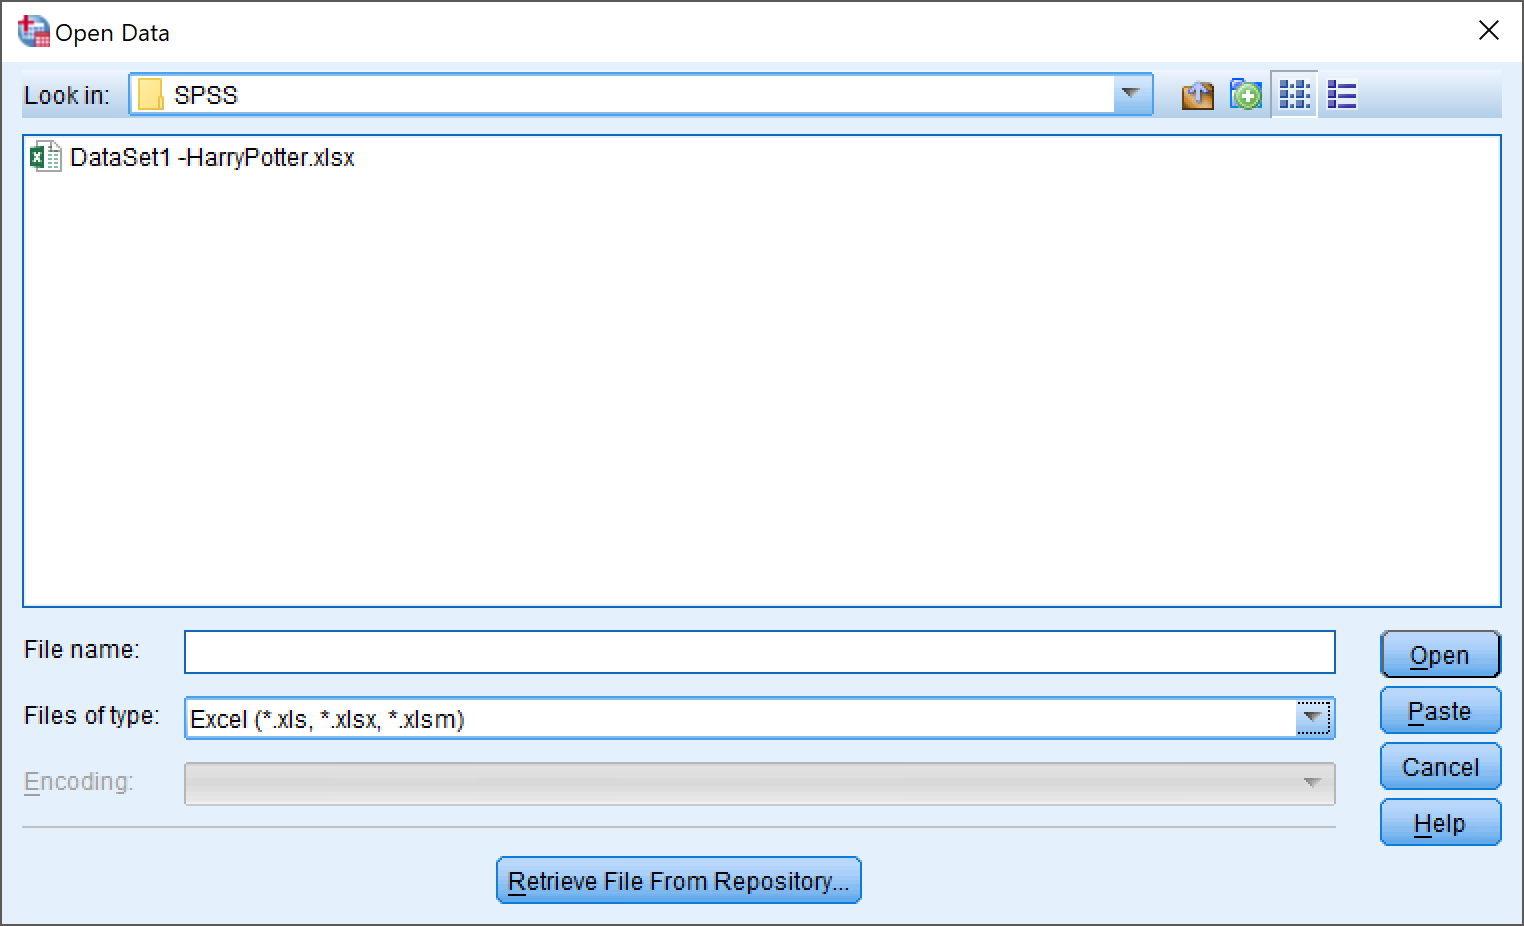 Open Data
Look in: SPSS
DataSet1 -HarryPotter.xlsx
File name:
Open
Files of type: Excel (*.xls, *.xlsx, *.xlsm)
Paste
Encoding:
Cancel
Help
Retrieve File From Repository...